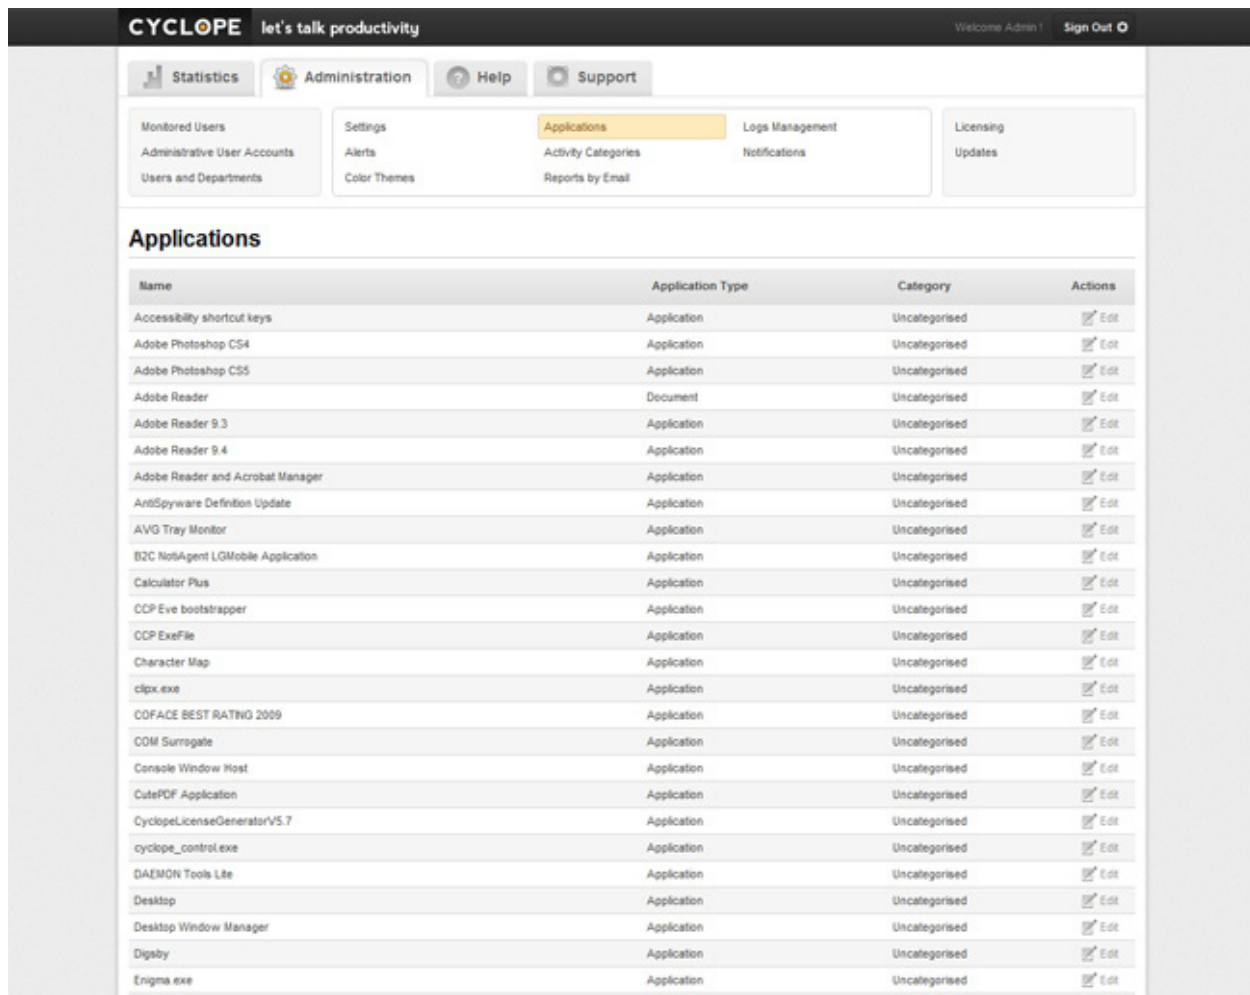 CYCLOPE let's talk productivity Welcome Admin! Sign Out
Statistics Administration Help Support
Monitored Users Settings Applications Logs Management Licensing
Administrative User Accounts Alerts Activity Categories Notifications Updates
Users and Departments Color Themes Reports by Email
Applications
Name Application Type Category Actions
Accessibility shortcut keys Application Uncategorised Edit
Adobe Photoshop CS4 Application Uncategorised Edit
Adobe Photoshop CS5 Application Uncategorised Edit
Adobe Reader Document Uncategorised Edit
Adobe Reader 9.3 Application Uncategorised Edit
Adobe Reader 9.4 Application Uncategorised Edit
Adobe Reader and Acrobat Manager Application Uncategorised Edit
AntiSpyware Definition Update Application Uncategorised Edit
AVG Tray Monitor Application Uncategorised Edit
B2C NotiAgent LGMobile Application Application Uncategorised Edit
Calculator Plus Application Uncategorised Edit
CCP Eve bootstrapper Application Uncategorised Edit
CCP ExeFile Application Uncategorised Edit
Character Map Application Uncategorised Edit
clipx.exe Application Uncategorised Edit
COFACE BEST RATING 2009 Application Uncategorised Edit
COM Surrogate Application Uncategorised Edit
Console Window Host Application Uncategorised Edit
CutePDF Application Application Uncategorised Edit
CyclopeLicenseGeneratorV5.7 Application Uncategorised Edit
cyclope_control.exe Application Uncategorised Edit
DAEMON Tools Lite Application Uncategorised Edit
Desktop Application Uncategorised Edit
Desktop Window Manager Application Uncategorised Edit
Digsby Application Uncategorised Edit
Enigma.exe Application Uncategorised Edit